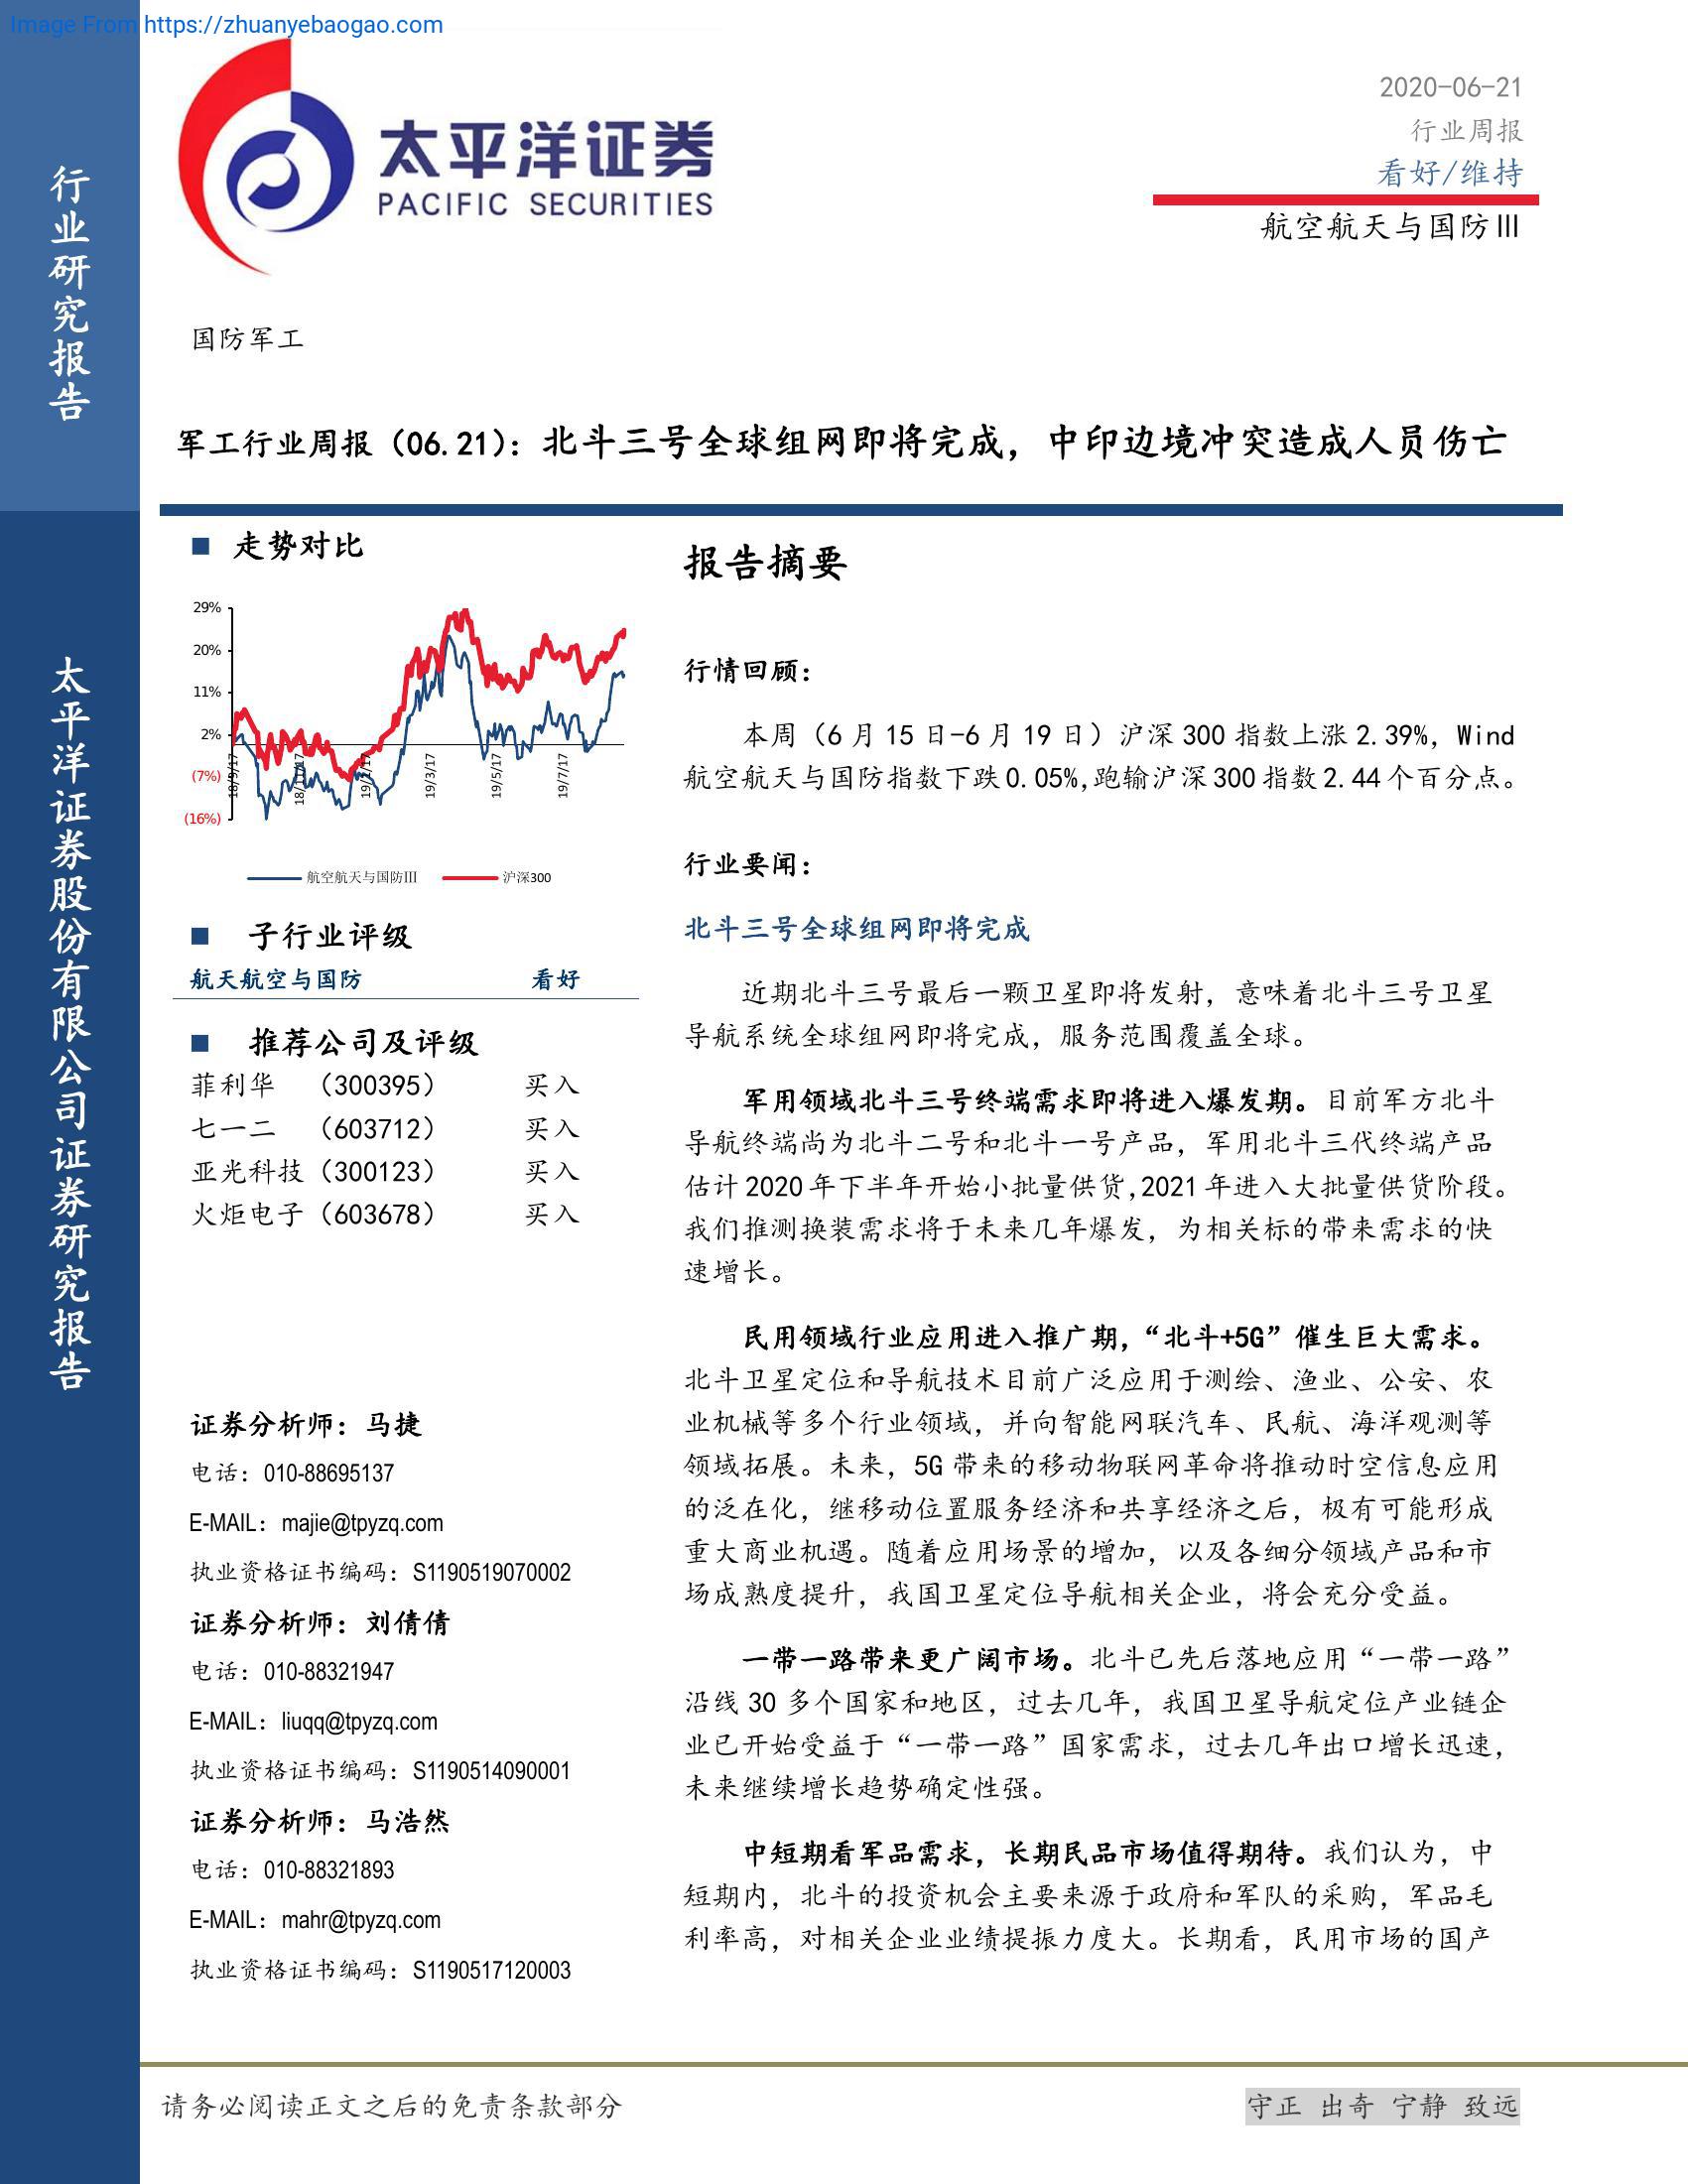 Image From https://zhuanyebaogao.com
行业研究报告
太平洋证券股份有限公司证券研究报告
太平洋证券
PACIFIC SECURITIES
2020-06-21
行业周报
看好/维持
航空航天与国防Ⅲ
国防军工
军工行业周报（06.21）：北斗三号全球组网即将完成，中印边境冲突造成人员伤亡
■ 走势对比
29%
20%
11%
2%
(7%)
(16%)
18/9/17
18/11/17
19/1/17
19/3/17
19/5/17
19/7/17
航空航天与国防Ⅲ 沪深300
■ 子行业评级
航天航空与国防 看好
■ 推荐公司及评级
菲利华 （300395） 买入
七一二 （603712） 买入
亚光科技（300123） 买入
火炬电子（603678） 买入
证券分析师：马捷
电话：010-88695137
E-MAIL：majie@tpyzq.com
执业资格证书编码：S1190519070002
证券分析师：刘倩倩
电话：010-88321947
E-MAIL：liuqq@tpyzq.com
执业资格证书编码：S1190514090001
证券分析师：马浩然
电话：010-88321893
E-MAIL：mahr@tpyzq.com
执业资格证书编码：S1190517120003
报告摘要
行情回顾：
本周（6 月 15 日-6 月 19 日）沪深 300 指数上涨 2.39%，Wind
航空航天与国防指数下跌 0.05%,跑输沪深 300 指数 2.44 个百分点。
行业要闻：
北斗三号全球组网即将完成
近期北斗三号最后一颗卫星即将发射，意味着北斗三号卫星
导航系统全球组网即将完成，服务范围覆盖全球。
军用领域北斗三号终端需求即将进入爆发期。目前军方北斗
导航终端尚为北斗二号和北斗一号产品，军用北斗三代终端产品
估计 2020 年下半年开始小批量供货,2021 年进入大批量供货阶段。
我们推测换装需求将于未来几年爆发，为相关标的带来需求的快
速增长。
民用领域行业应用进入推广期，“北斗+5G”催生巨大需求。
北斗卫星定位和导航技术目前广泛应用于测绘、渔业、公安、农
业机械等多个行业领域，并向智能网联汽车、民航、海洋观测等
领域拓展。未来，5G 带来的移动物联网革命将推动时空信息应用
的泛在化，继移动位置服务经济和共享经济之后，极有可能形成
重大商业机遇。随着应用场景的增加，以及各细分领域产品和市
场成熟度提升，我国卫星定位导航相关企业，将会充分受益。
一带一路带来更广阔市场。北斗已先后落地应用“一带一路”
沿线 30 多个国家和地区，过去几年，我国卫星导航定位产业链企
业已开始受益于“一带一路”国家需求，过去几年出口增长迅速，
未来继续增长趋势确定性强。
中短期看军品需求，长期民品市场值得期待。我们认为，中
短期内，北斗的投资机会主要来源于政府和军队的采购，军品毛
利率高，对相关企业业绩提振力度大。长期看，民用市场的国产
请务必阅读正文之后的免责条款部分
守正 出奇 宁静 致远